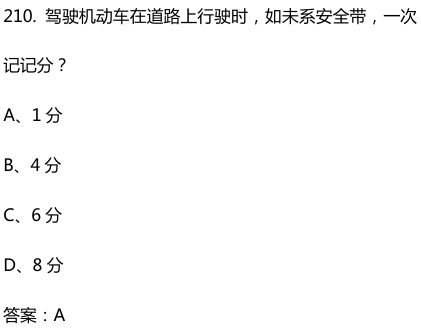 210. 驾驶机动车在道路上行驶时，如未系安全带，一次
记记分？
A、1 分
B、4 分
C、6 分
D、8 分
答案：A